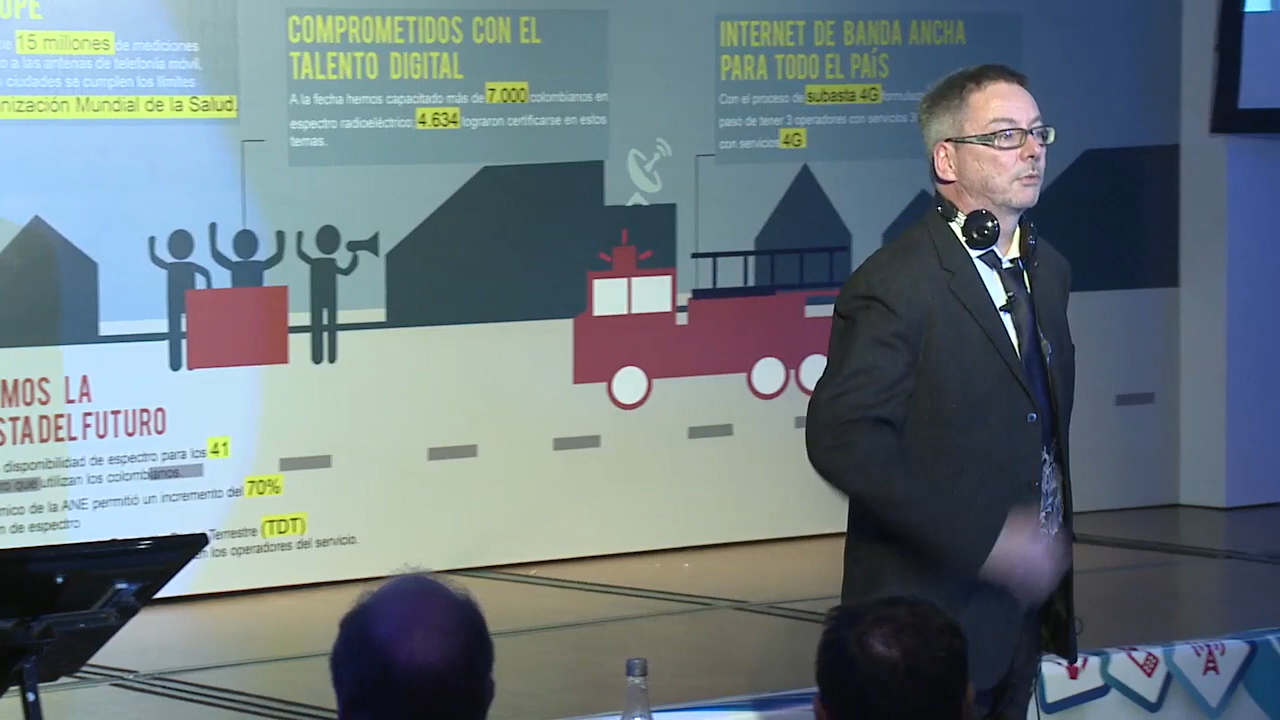 15 millones de mediciones
o a las antenas de telefonía móvil,
ciudades se cumplen los límites
nización Mundial de la Salud.
COMPROMETIDOS CON EL
TALENTO DIGITAL
A la fecha hemos capacitado más de 7.000 colombianos en
espectro radioeléctrico; 4.634 lograron certificarse en estos
temas.
INTERNET DE BANDA ANCHA
PARA TODO EL PAÍS
Con el proceso de subasta 4G formula
pasó de tener 3 operadores con servicios 3
con servicios 4G
MOS LA
STA DEL FUTURO
disponibilidad de espectro para los 41
ro que utilizan los colombianos.
nico de la ANE permitió un incremento del 70%
n de espectro
Terrestre (TDT)
en los operadores del servicio.